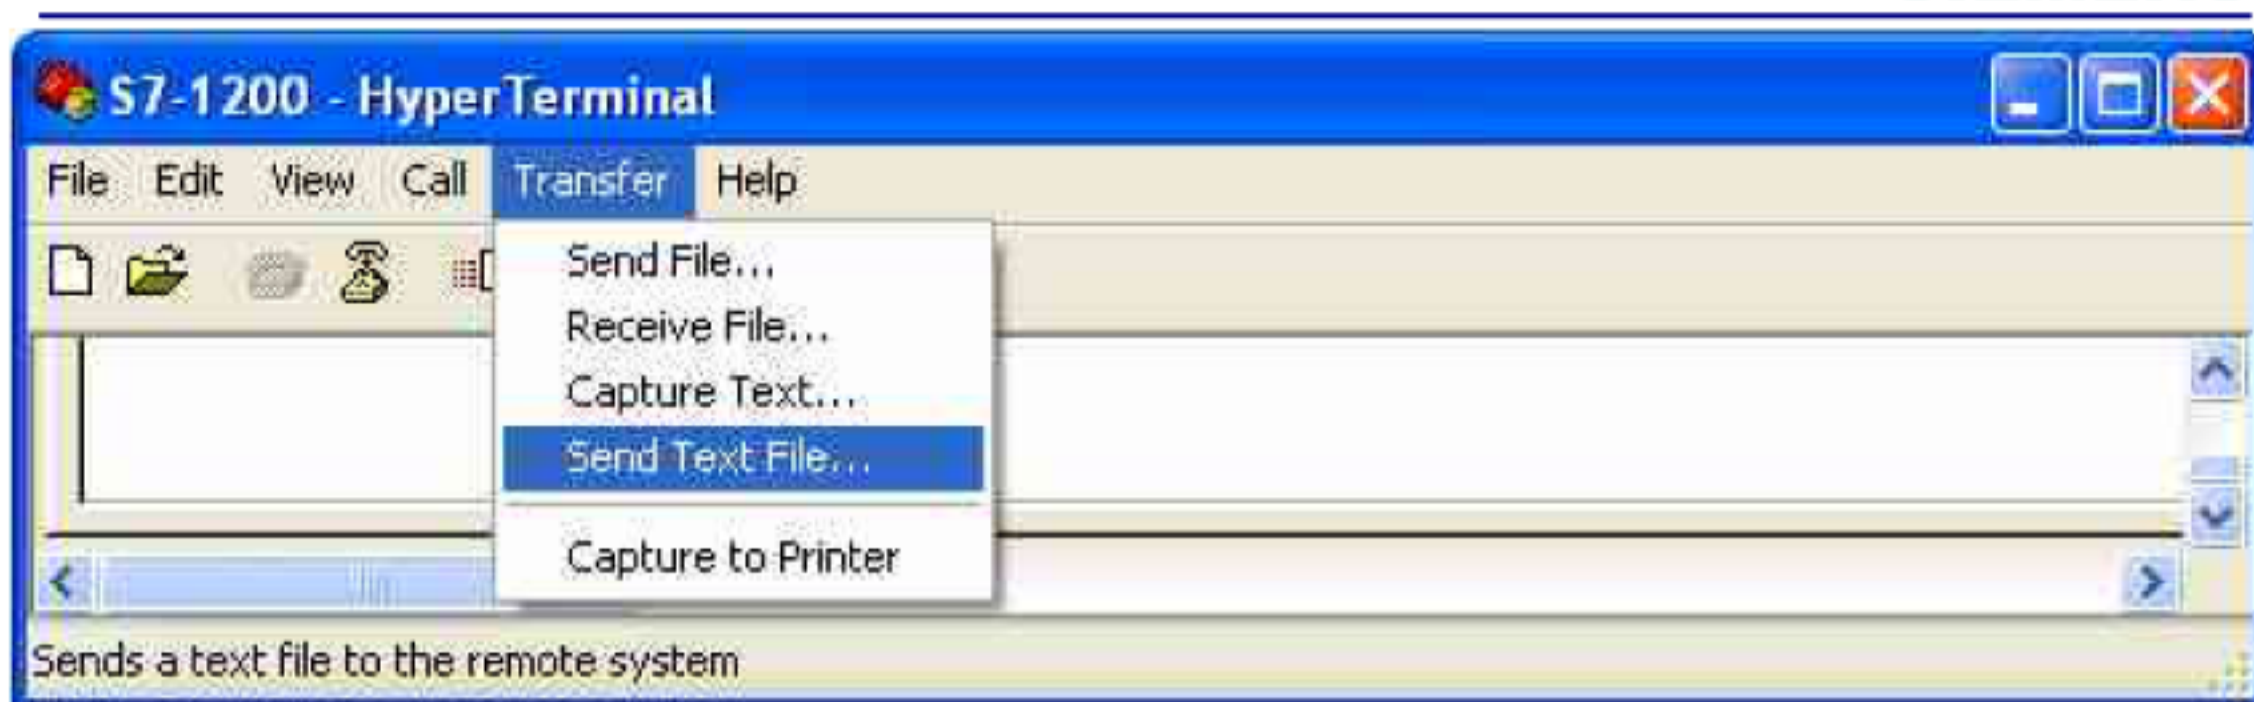 S7-1200 - HyperTerminal
File Edit View Call Transfer Help
Send File...
Receive File...
Capture Text...
Send Text File...
Capture to Printer
Sends a text file to the remote system